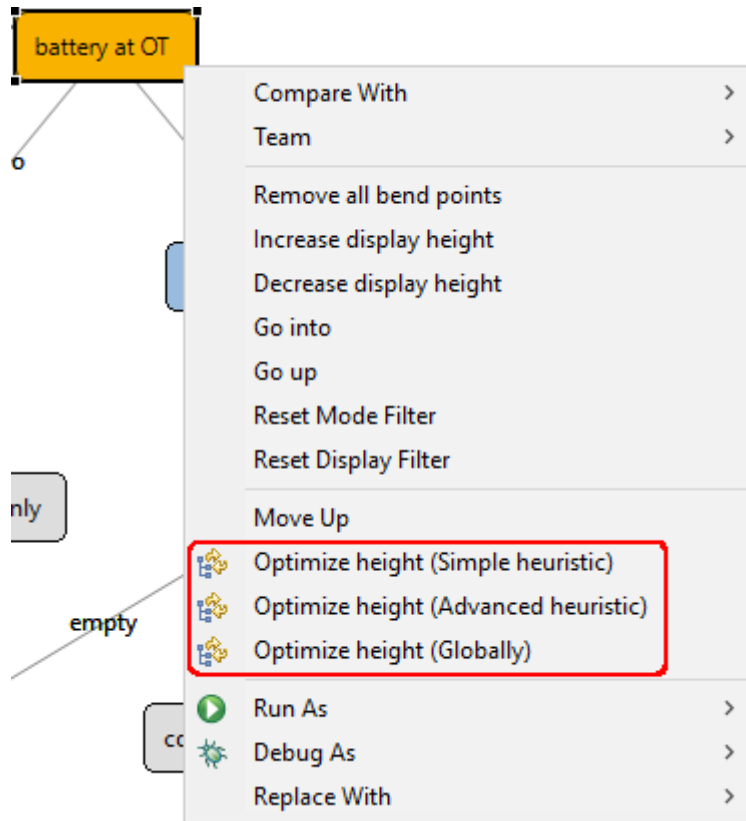 battery at OT
Compare With
Team
o
Remove all bend points
Increase display height
Decrease display height
Go into
Go up
Reset Mode Filter
Reset Display Filter
nly
Move Up
Optimize height (Simple heuristic)
Optimize height (Advanced heuristic)
empty
Optimize height (Globally)
Run As
co
Debug As
Replace With